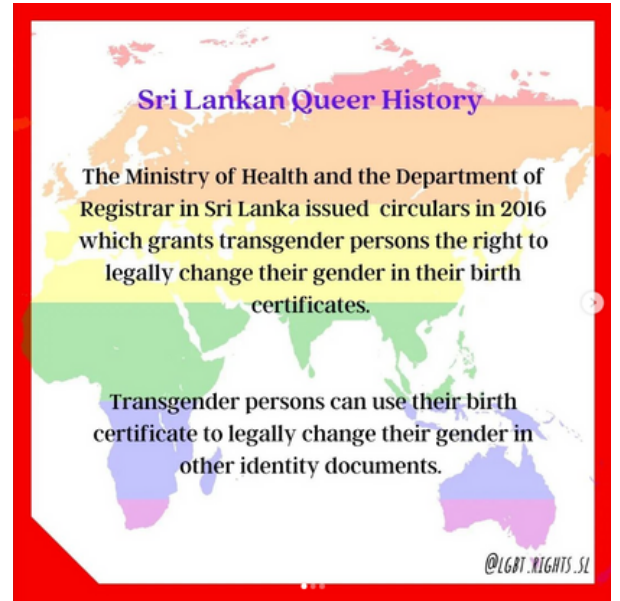 Sri Lankan Queer History
The Ministry of Health and the Department of
Registrar in Sri Lanka issued circulars in 2016
which grants transgender persons the right to
legally change their gender in their birth
certificates.
Transgender persons can use their birth
certificate to legally change their gender in
other identity documents.
@LGBT.RIGHTS.SL